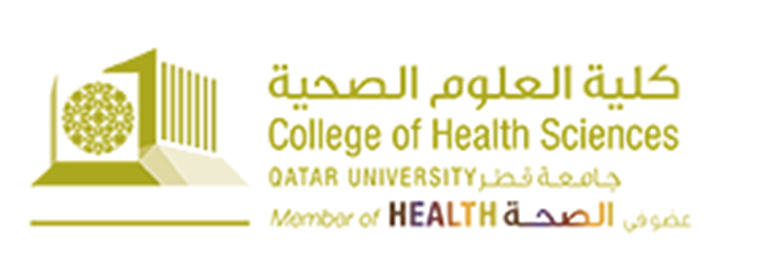 كلية العلوم الصحية
College of Health Sciences
QATAR UNIVERSITY جامعة قطر
Member of HEALTH الصحة عضو في